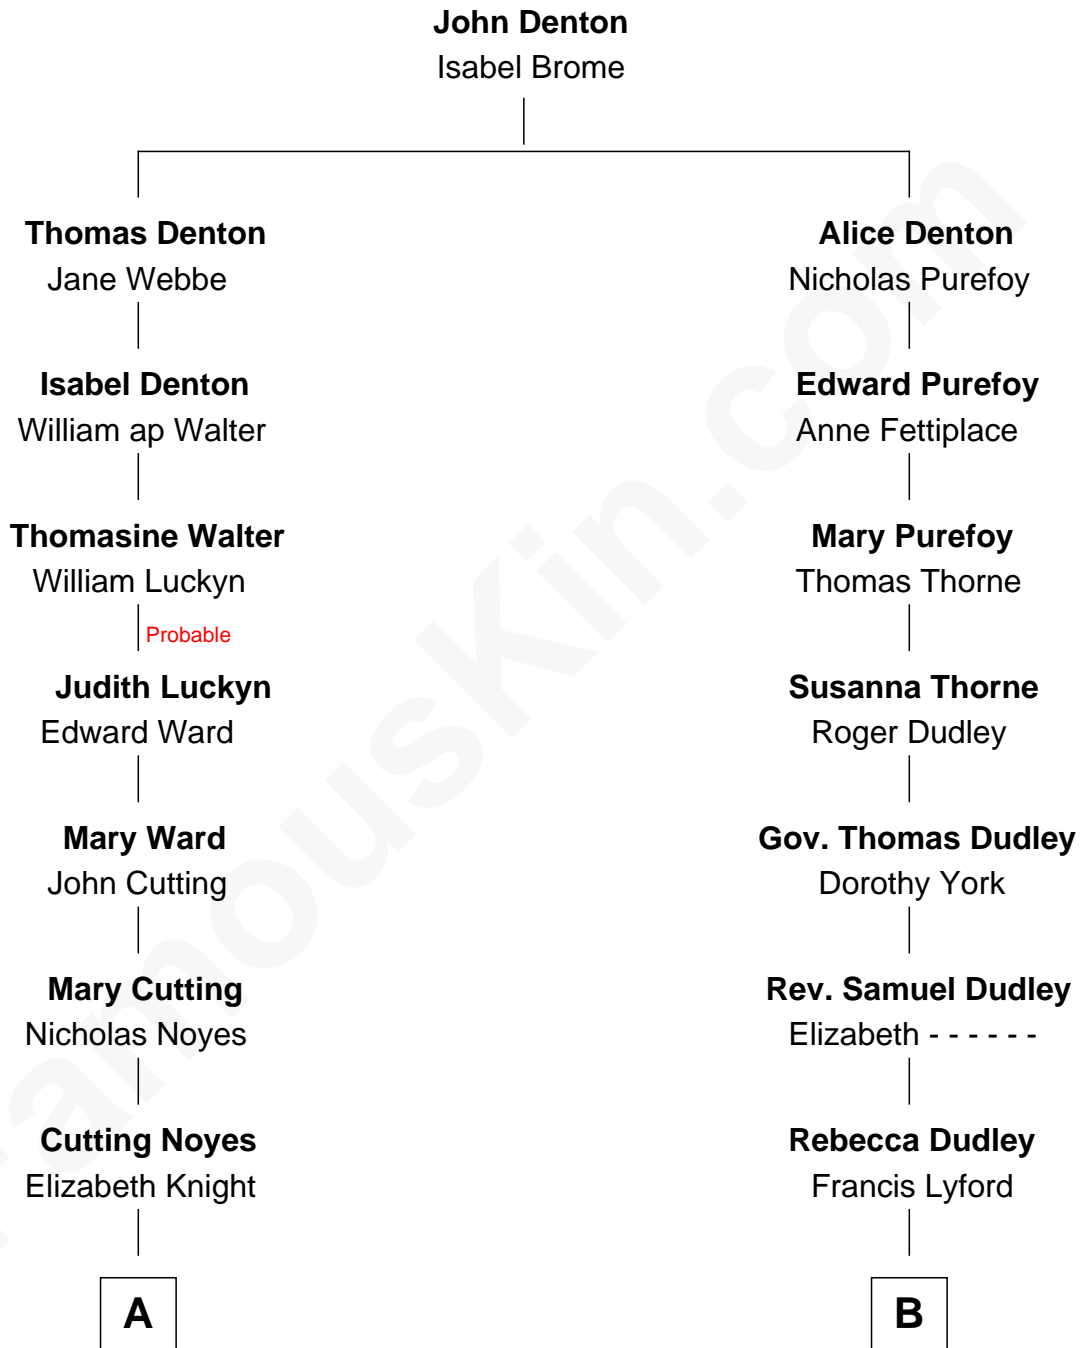 John Denton
Isabel Brome
Thomas Denton
Jane Webbe
Isabel Denton
William ap Walter
Thomasine Walter
William Luckyn
Probable
Judith Luckyn
Edward Ward
Mary Ward
John Cutting
Mary Cutting
Nicholas Noyes
Cutting Noyes
Elizabeth Knight
A
Alice Denton
Nicholas Purefoy
Edward Purefoy
Anne Fettiplace
Mary Purefoy
Thomas Thorne
Susanna Thorne
Roger Dudley
Gov. Thomas Dudley
Dorothy York
Rev. Samuel Dudley
Elizabeth - - - - - -
Rebecca Dudley
Francis Lyford
B
FamousKin.com